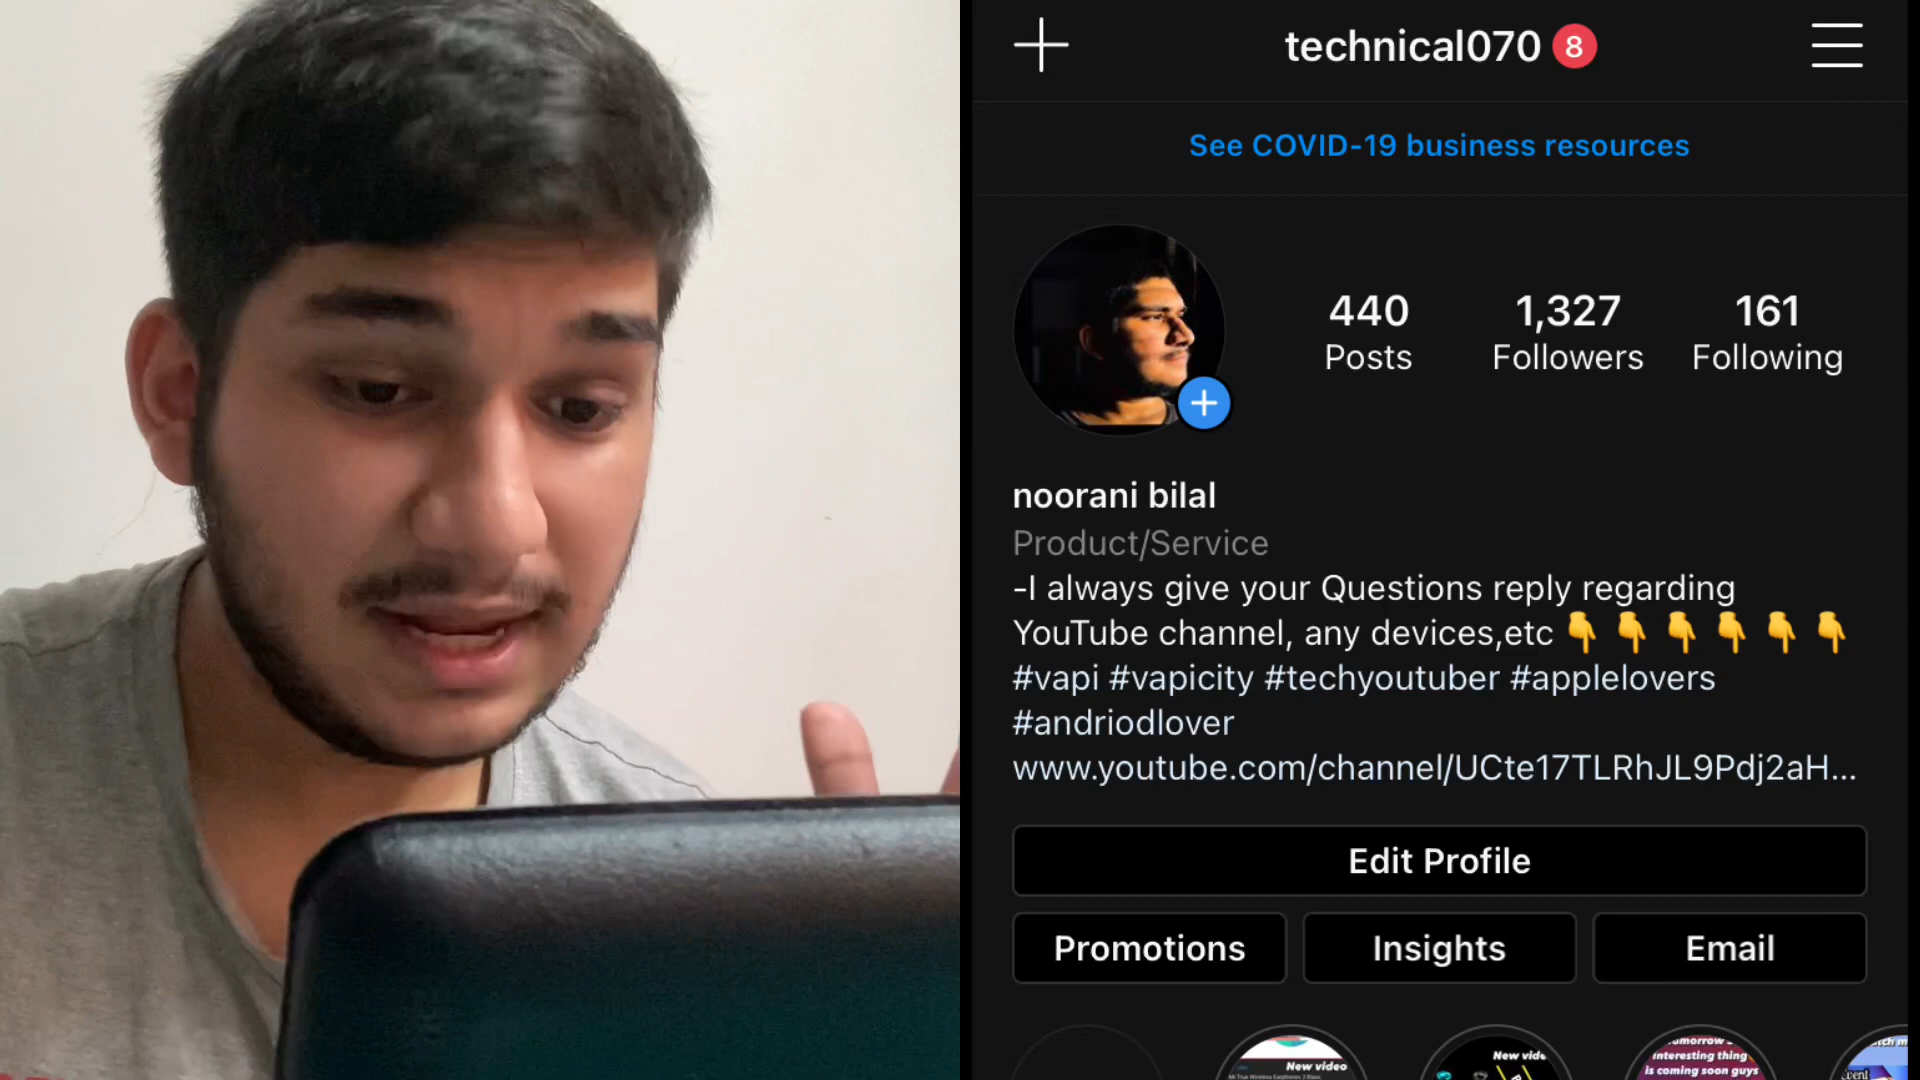 technical070 8
See COVID-19 business resources
440 1,327 161
Posts Followers Following
noorani bilal
Product/Service
-I always give your Questions reply regarding
YouTube channel, any devices,etc 👇 👇 👇 👇 👇 👇
#vapi #vapicity #techyoutuber #applelovers
#andriodlover
www.youtube.com/channel/UCte17TLRhJL9Pdj2aH...
Edit Profile
Promotions Insights Email
New video
New vide
interesting thing
is coming soon guys